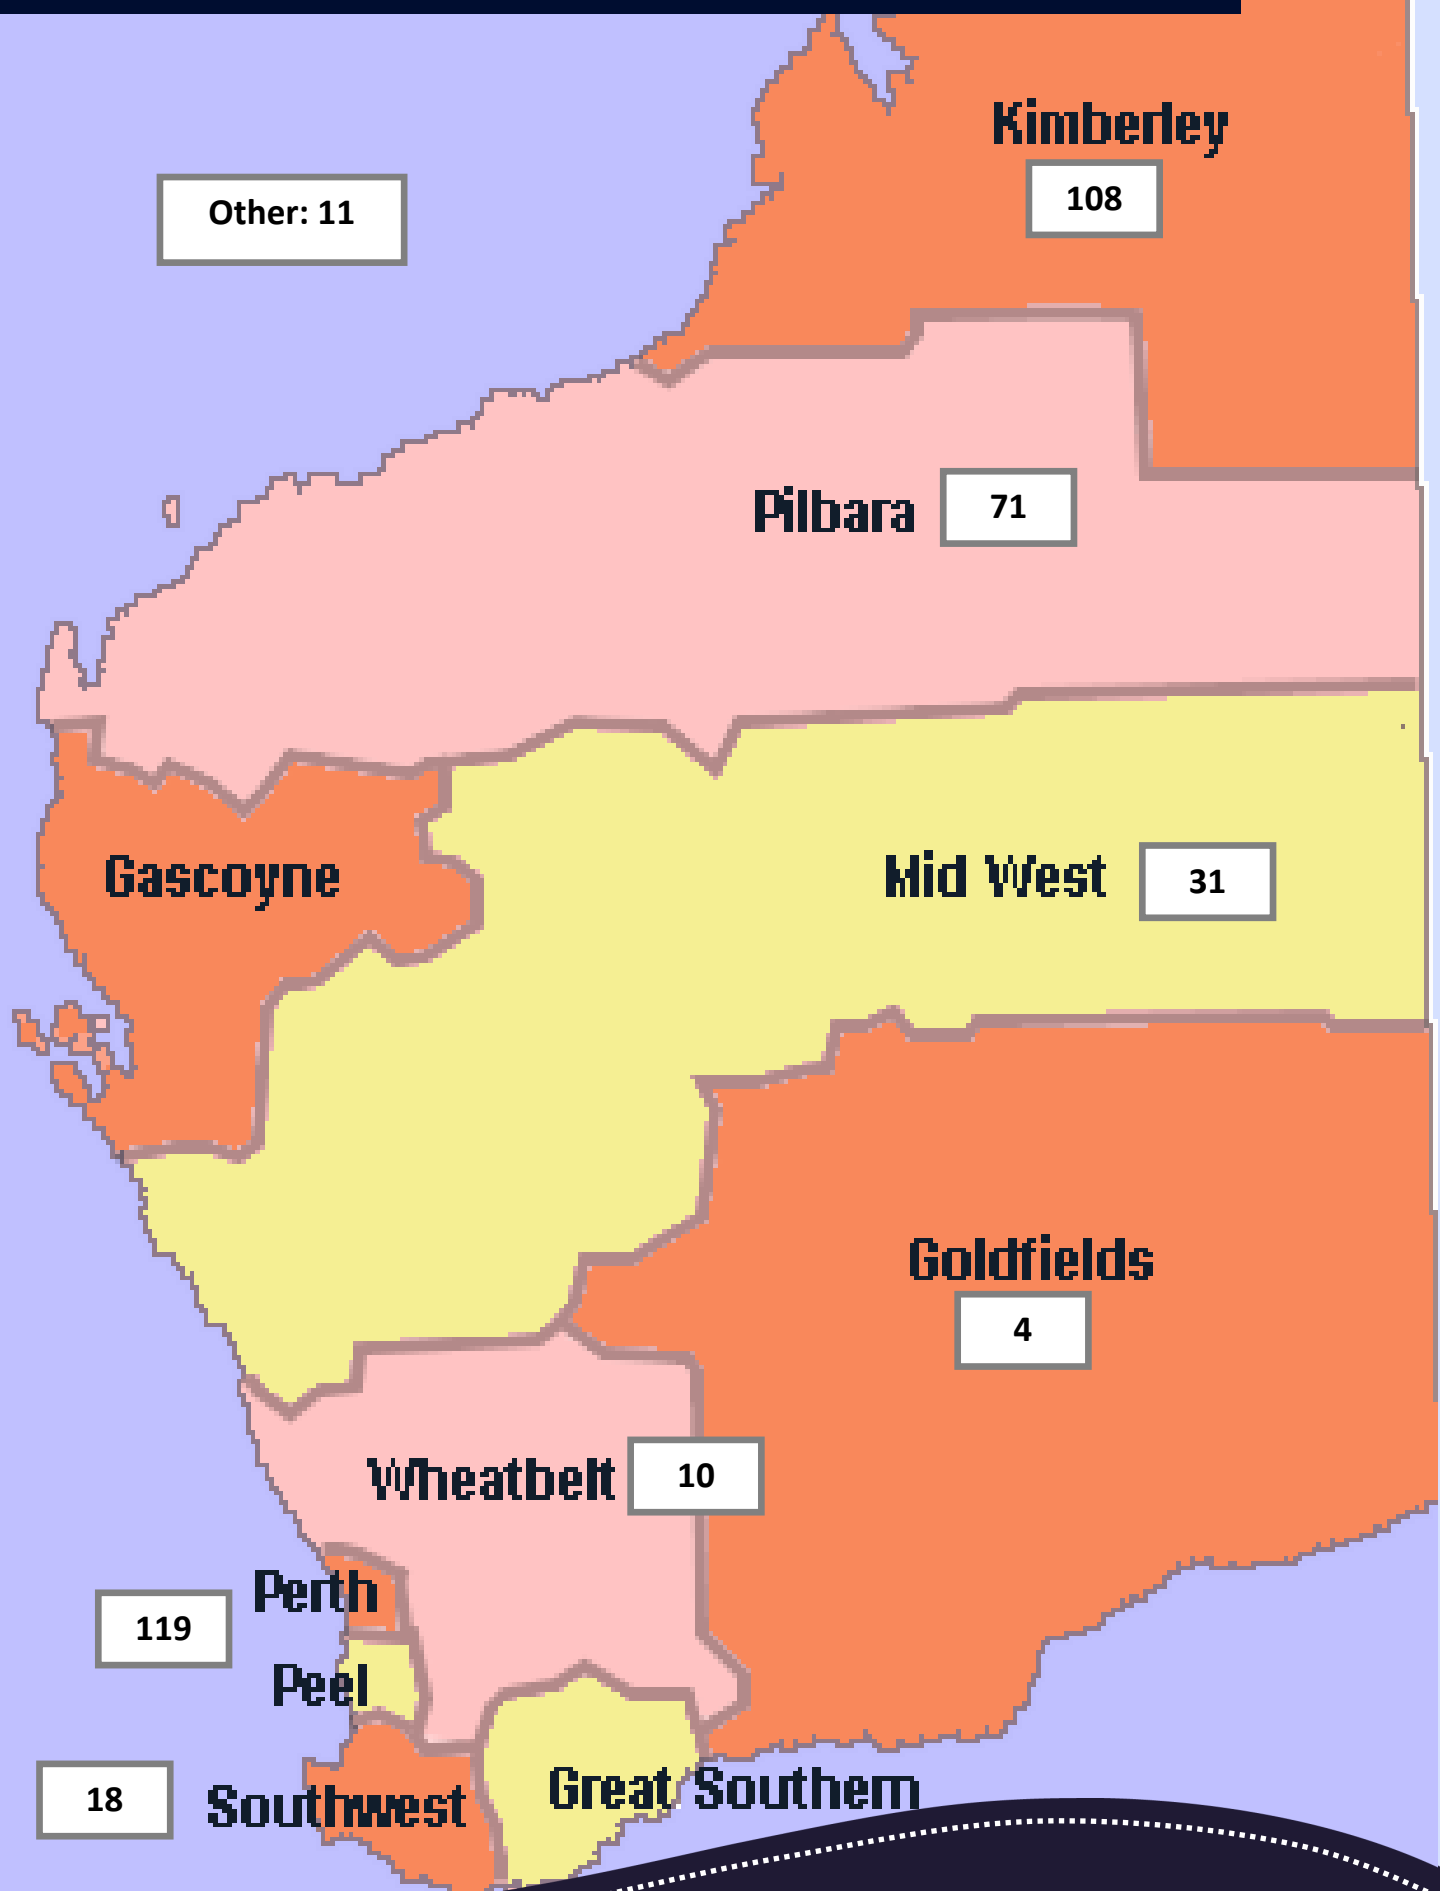 Kimberley
108
Other: 11
Pilbara 71
Gascoyne
Mid West 31
Goldfields
4
Wheatbelt 10
Perth
119
Peel
18 Southwest
Great Southern